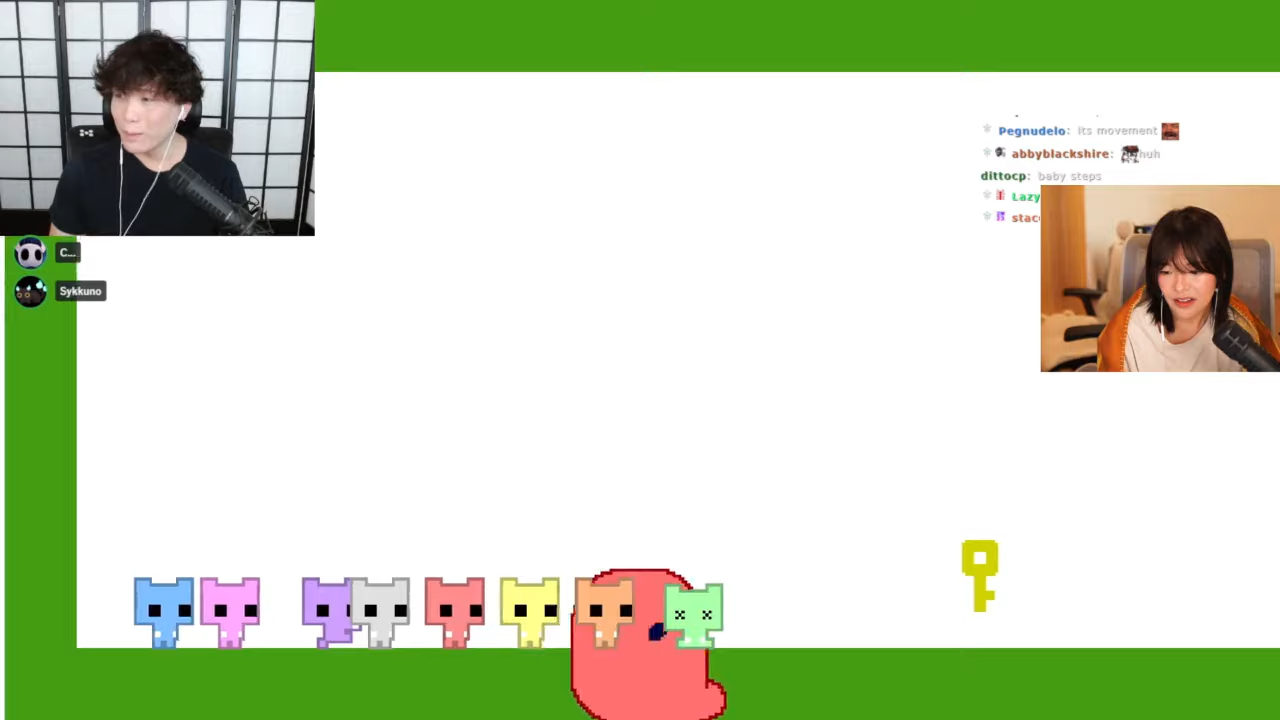 Pegnudelo: Its movement
abbyblackshire: huh
dittocp: baby steps
Lazy
stac
C...
Sykkuno